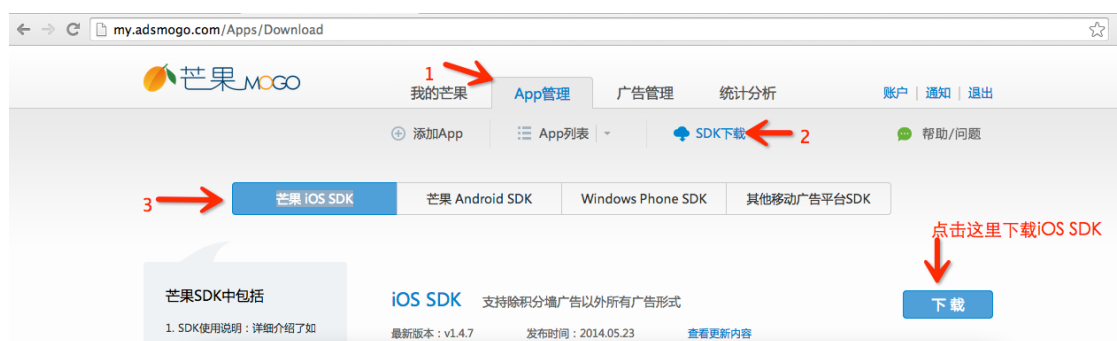 my.adsmogo.com/Apps/Download
芒果MOGO
1
我的芒果 App管理 广告管理 统计分析 账户 | 通知 | 退出
添加App App列表 SDK下载 2 帮助/问题
3 芒果 iOS SDK 芒果 Android SDK Windows Phone SDK 其他移动广告平台SDK
点击这里下载iOS SDK
芒果SDK中包括 iOS SDK 支持除积分墙广告以外所有广告形式 下 载
1. SDK使用说明：详细介绍了如 最新版本：v1.4.7 发布时间：2014.05.23 查看更新内容